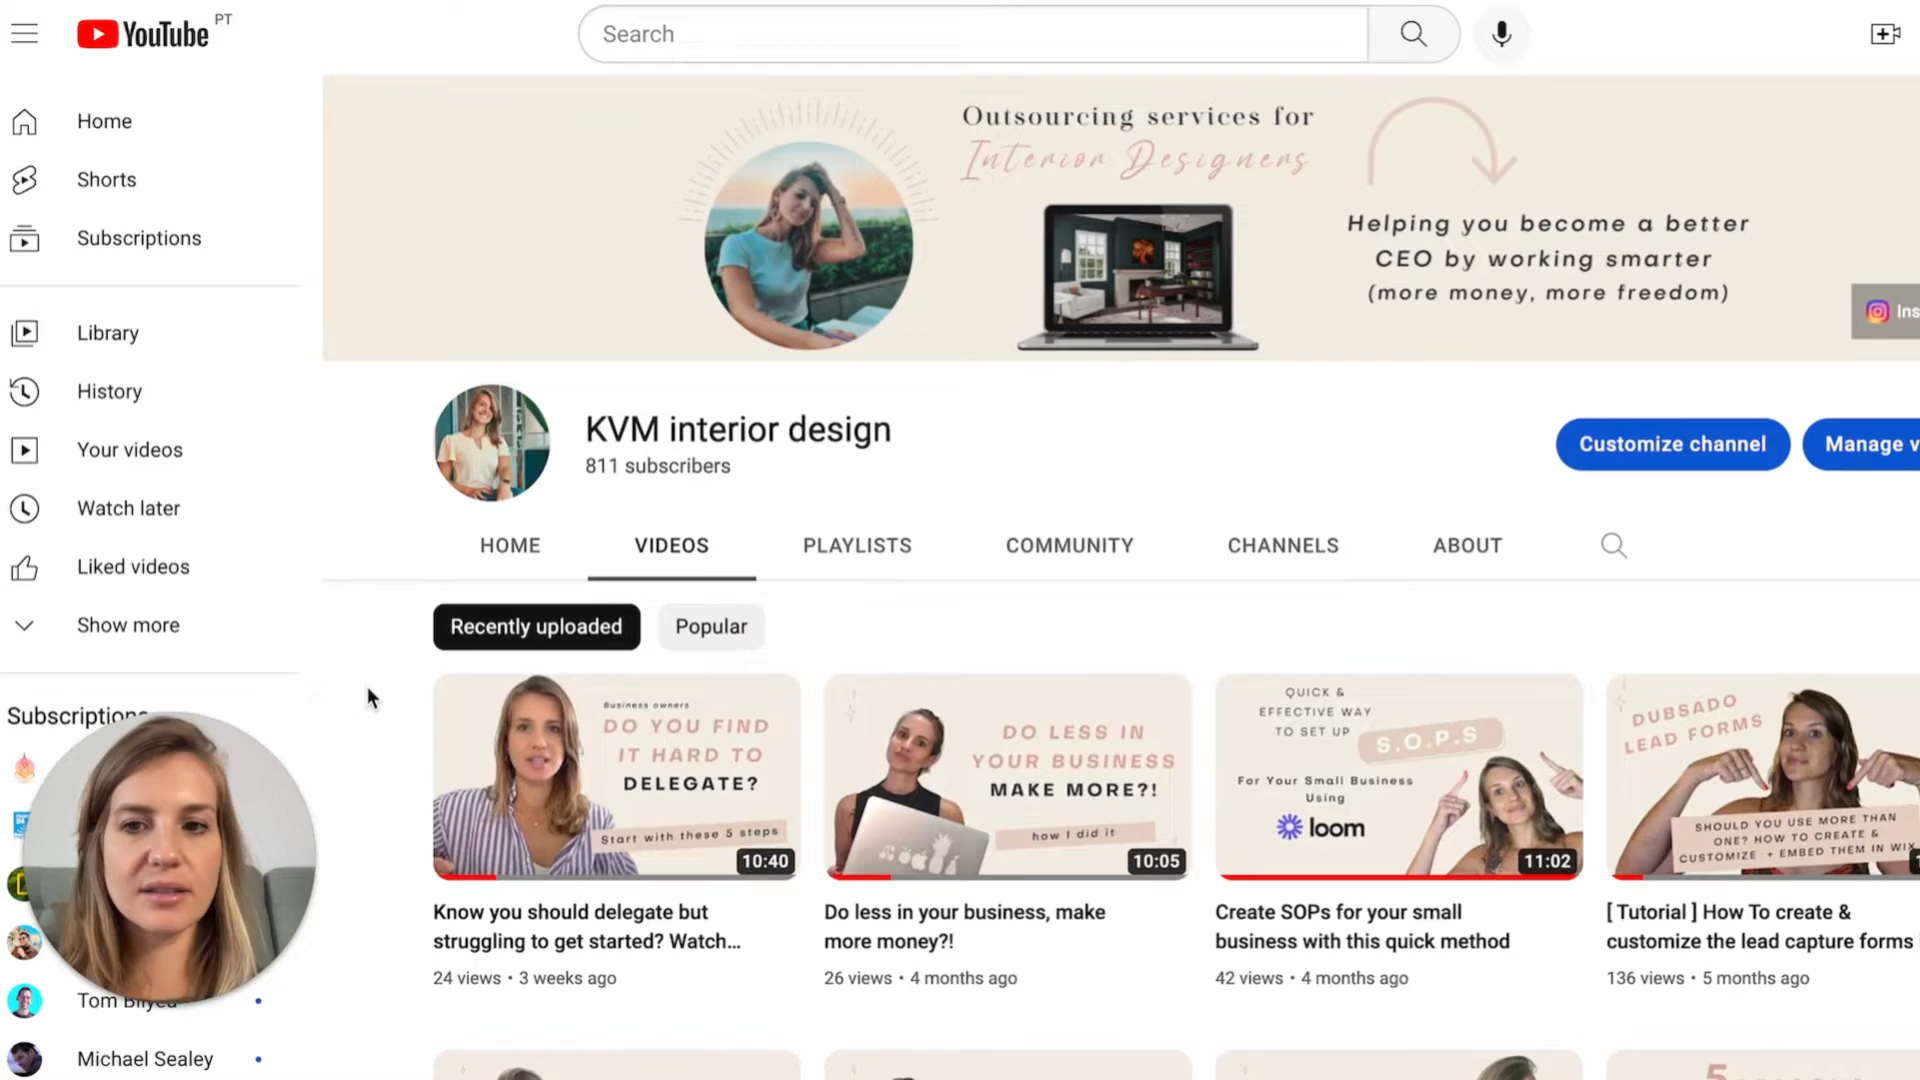 YouTube PT
Search
Home
Shorts
Subscriptions
Library
History
Your videos
Watch later
Liked videos
Show more
Subscriptions
Tom Bilyeu
Michael Sealey
Outsourcing services for
Interior Designers
Helping you become a better
CEO by working smarter
(more money, more freedom)
Ins
KVM interior design
811 subscribers
Customize channel
Manage v
HOME
VIDEOS
PLAYLISTS
COMMUNITY
CHANNELS
ABOUT
Recently uploaded
Popular
Business owners
DO YOU FIND
IT HARD TO
DELEGATE?
Start with these 5 steps
10:40
Know you should delegate but
struggling to get started? Watch...
24 views • 3 weeks ago
DO LESS IN
YOUR BUSINESS
MAKE MORE?!
how I did it
10:05
Do less in your business, make
more money?!
26 views • 4 months ago
QUICK &
EFFECTIVE WAY
TO SET UP
S.O.P.S
For Your Small Business
Using
loom
11:02
Create SOPs for your small
business with this quick method
42 views • 4 months ago
DUBSADO
LEAD FORMS
SHOULD YOU USE MORE THAN
ONE? HOW TO CREATE &
CUSTOMIZE + EMBED THEM IN WIX
[ Tutorial ] How To create &
customize the lead capture forms
136 views • 5 months ago
5